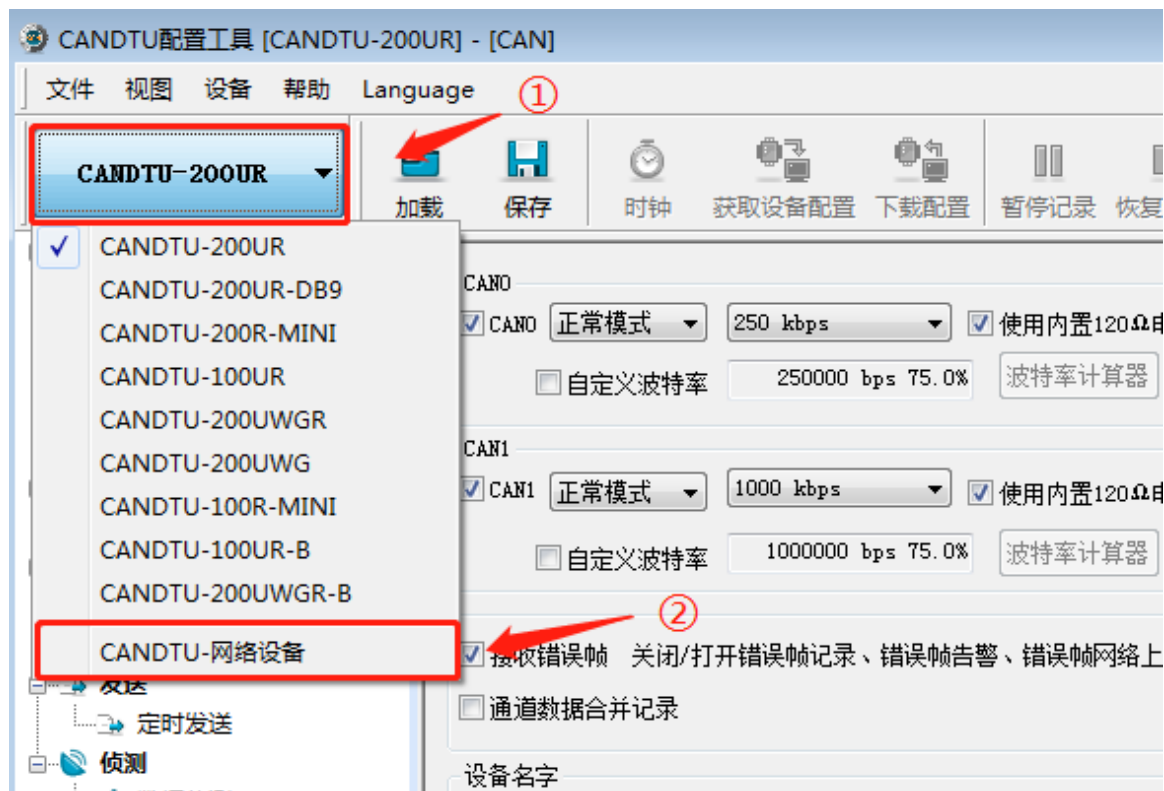 CANDTU配置工具 [CANDTU-200UR] - [CAN]
文件 视图 设备 帮助 Language
①
CANDTU-200UR
加载 保存 时钟 获取设备配置 下载配置 暂停记录 恢复
CANDTU-200UR
CANDTU-200UR-DB9
CANDTU-200R-MINI
CANDTU-100UR
CANDTU-200UWGR
CANDTU-200UWG
CANDTU-100R-MINI
CANDTU-100UR-B
CANDTU-200UWGR-B
CANDTU-网络设备
发送
定时发送
侦测
CAN0
CAN0 正常模式 250 kbps 使用内置120Ω
自定义波特率 250000 bps 75.0% 波特率计算器
CAN1
CAN1 正常模式 1000 kbps 使用内置120Ω
自定义波特率 1000000 bps 75.0% 波特率计算器
②
接收错误帧 关闭/打开错误帧记录、错误帧告警、错误帧网络上
通道数据合并记录
设备名字